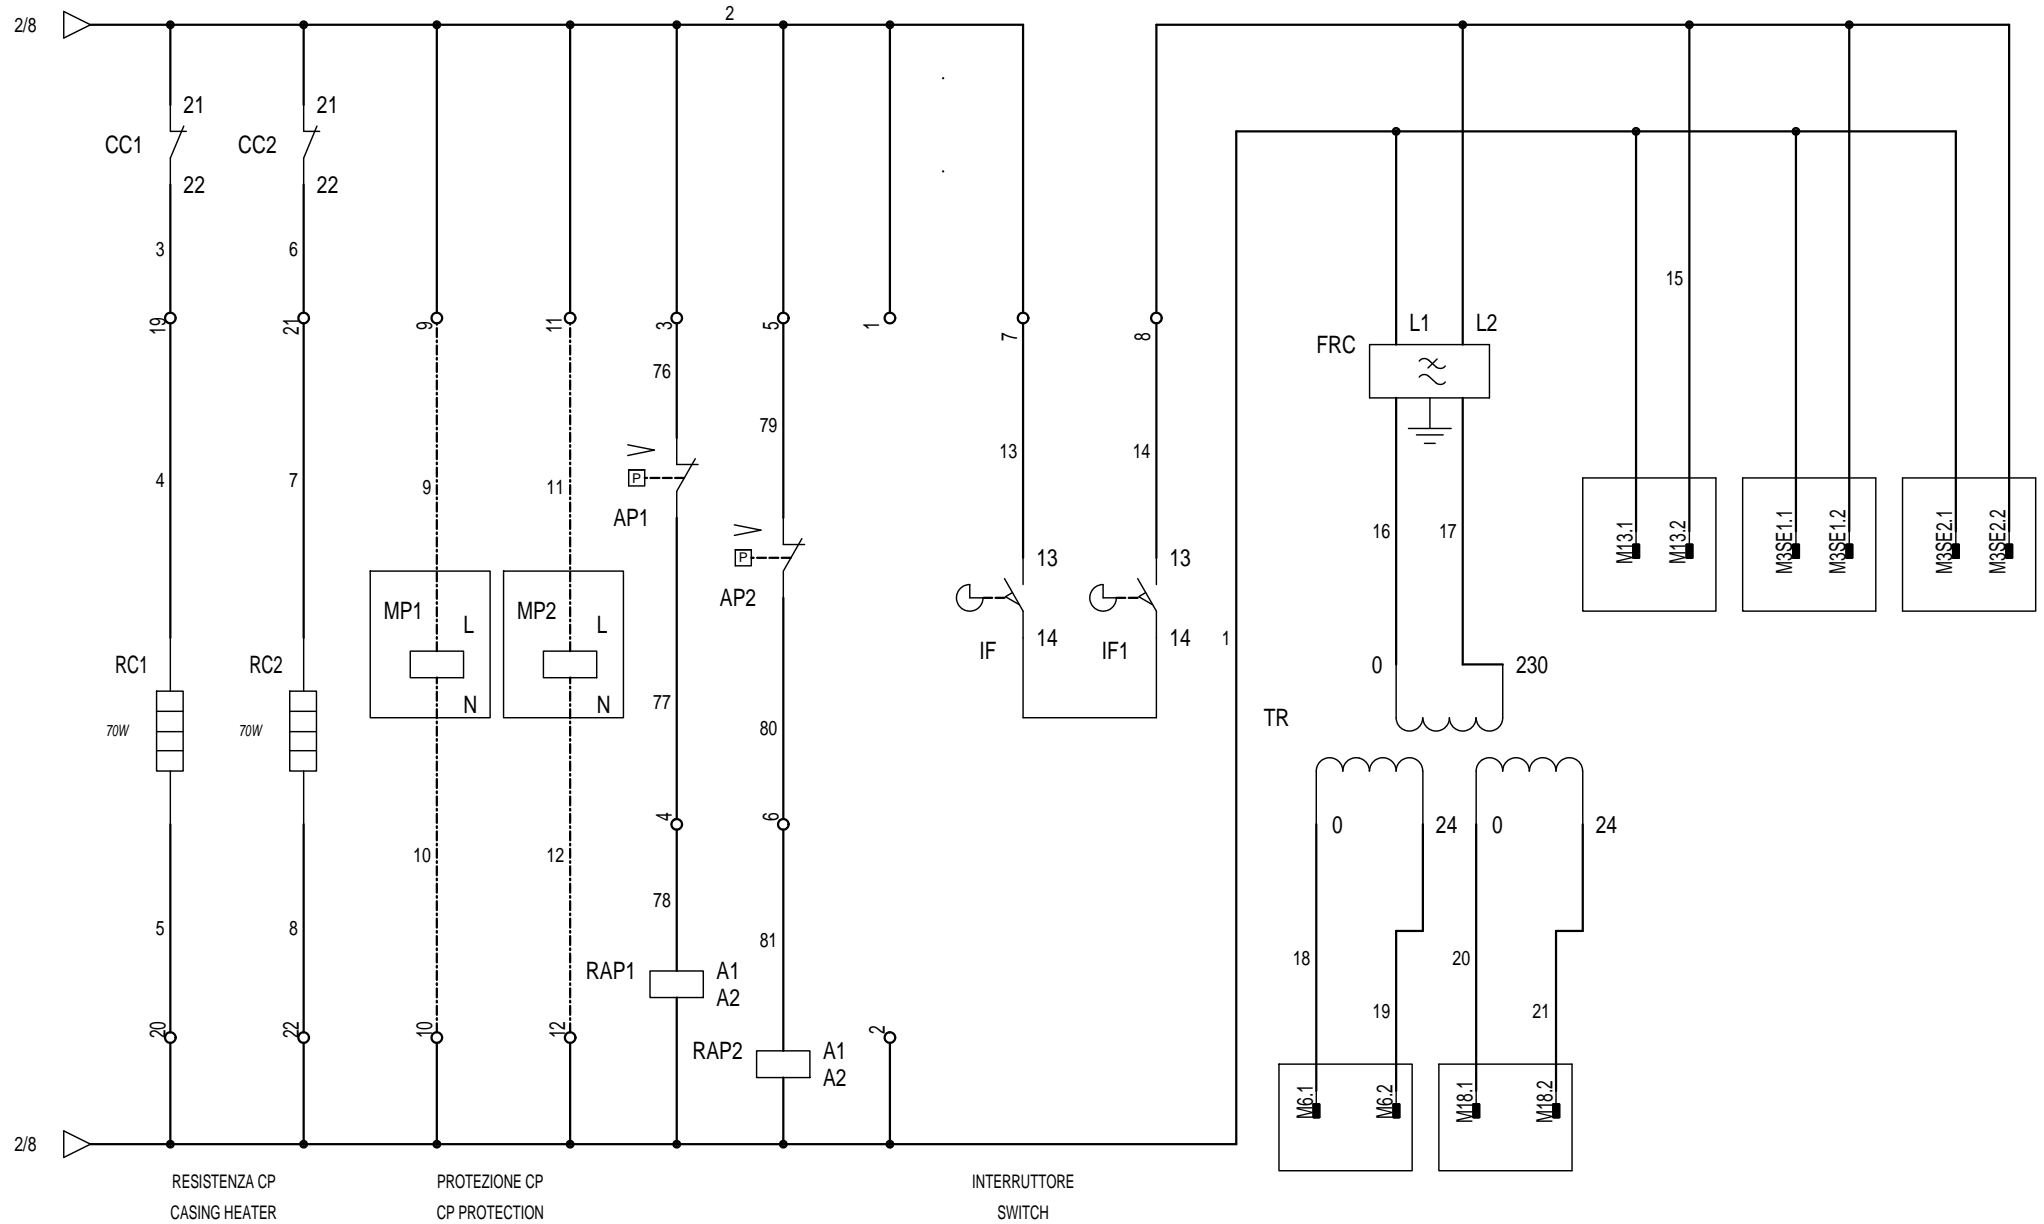 2/8
2
21
21
CC1
CC2
22
22
3
6
15
19
21
9
11
3
5
1
7
8
L1
L2
FRC
76
79
13
14
4
7
9
11
P
AP1
16
17
M13.1
M13.2
M3SE1.1
M3SE1.2
M3SE2.1
M3SE2.2
P
AP2
13
13
MP1
L
MP2
L
IF
14
IF1
14
1
RC1
RC2
0
230
N
N
77
70W
70W
80
TR
4
6
0
24
0
24
10
12
78
5
8
81
18
20
RAP1
A1
A2
19
21
20
22
10
12
2
RAP2
A1
A2
M6.1
M6.2
M18.1
M18.2
2/8
RESISTENZA CP
PROTEZIONE CP
INTERRUTTORE
CASING HEATER
CP PROTECTION
SWITCH